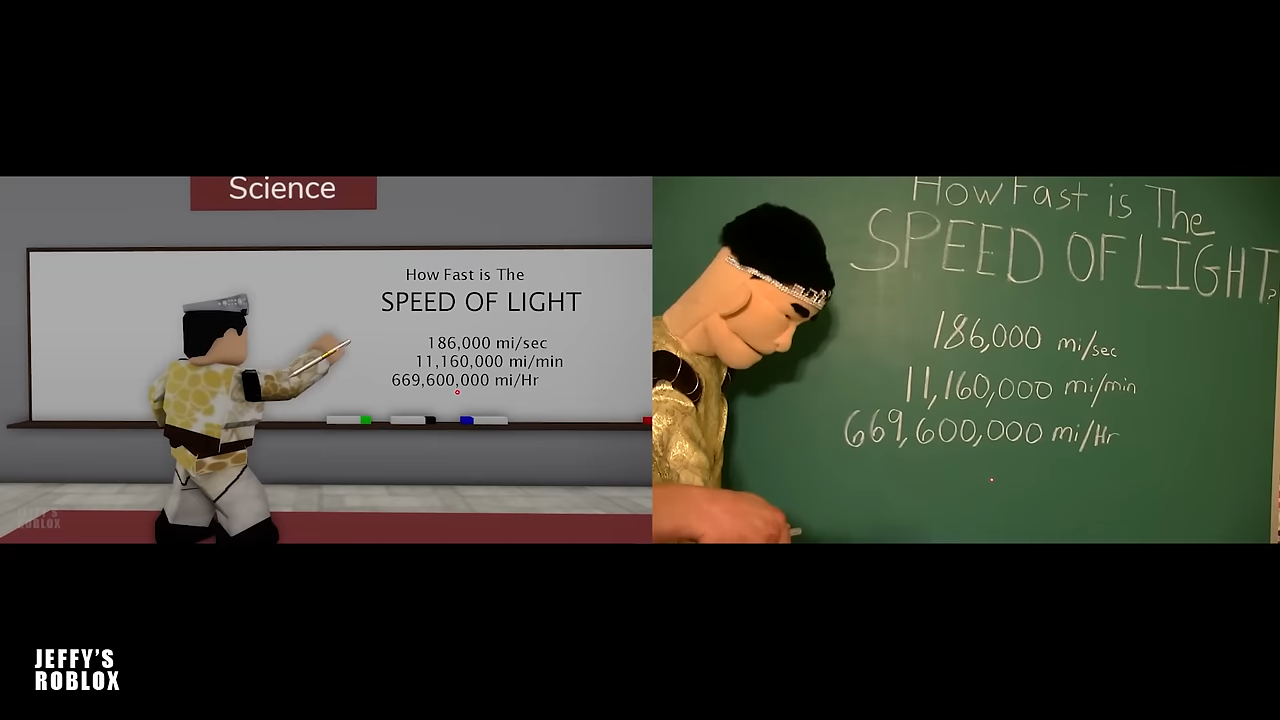 Science
How Fast is The
SPEED OF LIGHT
186,000 mi/sec
11,160,000 mi/min
669,600,000 mi/Hr
JEFFY'S
ROBLOX
How Fast is The
SPEED OF LIGHT?
186,000 mi/sec
11,160,000 mi/min
669,600,000 mi/Hr
JEFFY'S
ROBLOX